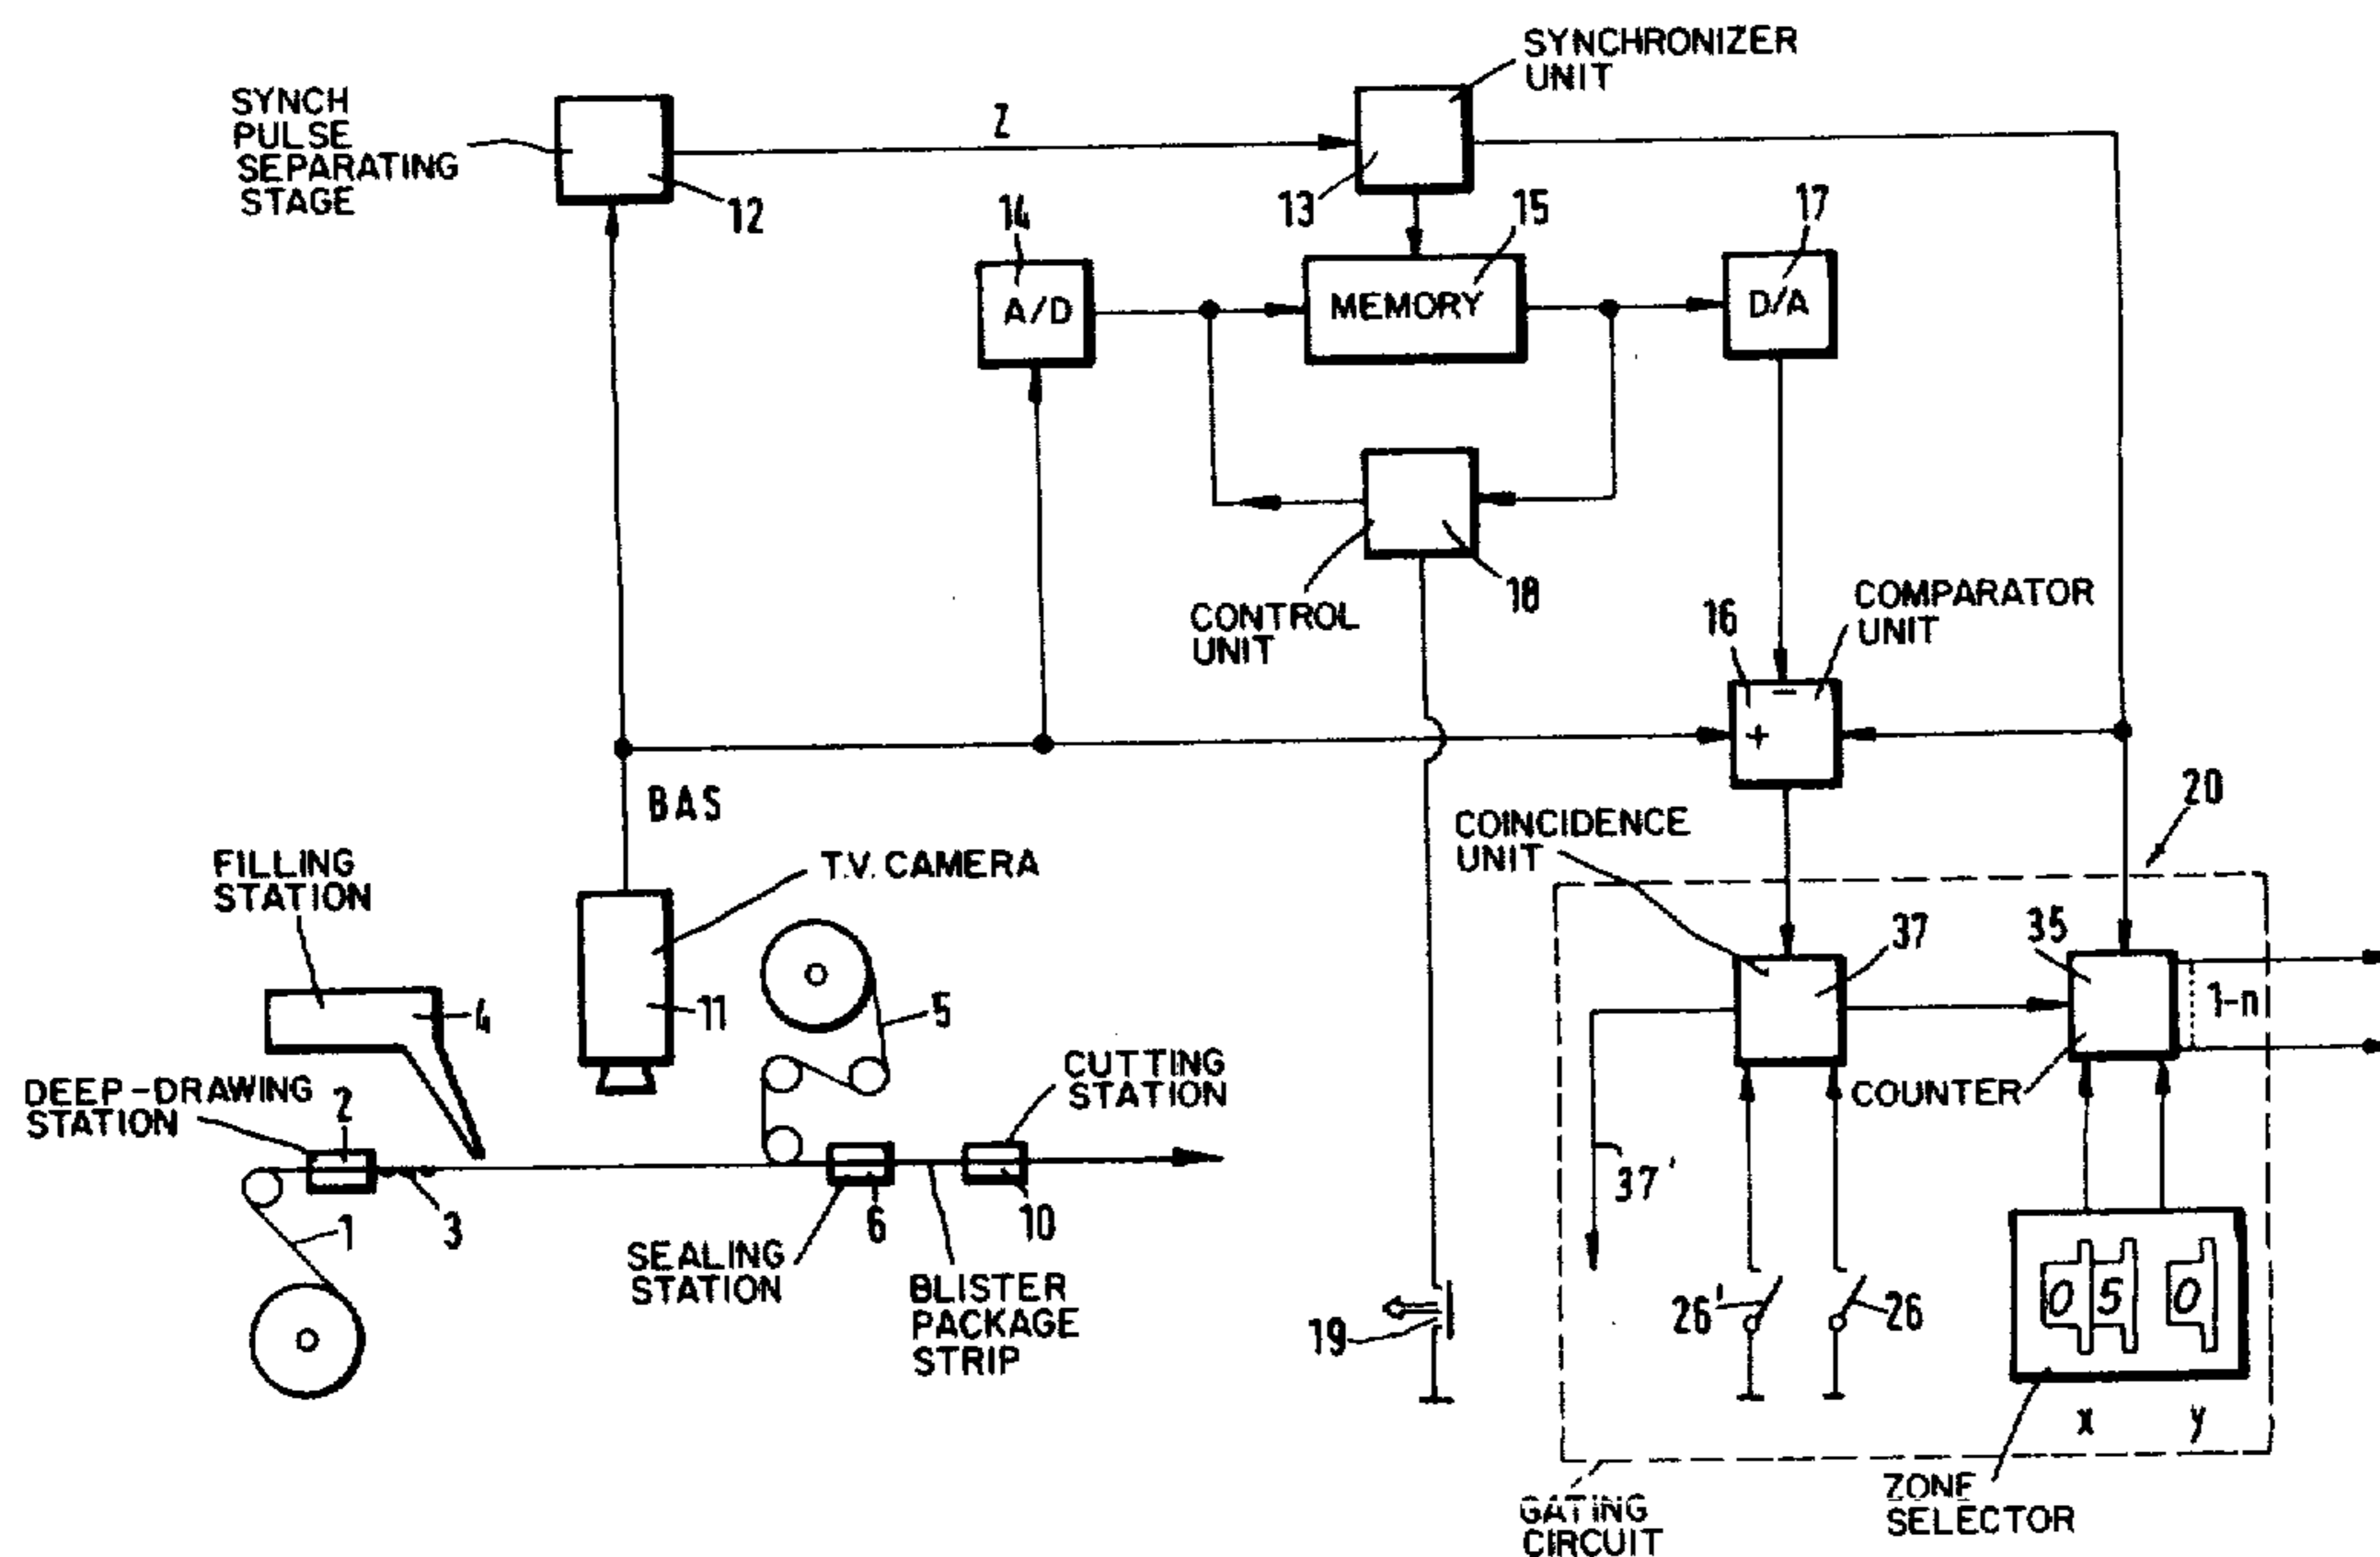 SYNCHRONIZER
UNIT
SYNCH
PULSE
SEPARATING
STAGE
Z
12
13
14
15
17
A/D
MEMORY
D/A
CONTROL
UNIT
18
16
COMPARATOR
UNIT
–
+
BAS
20
COINCIDENCE
UNIT
FILLING
STATION
T.V. CAMERA
4
11
5
37
35
1-n
DEEP-DRAWING
STATION
2
CUTTING
STATION
COUNTER
1
3
6
10
37'
SEALING
STATION
BLISTER
PACKAGE
STRIP
19
26'
26
0 5 0
x y
GATING
CIRCUIT
ZONE
SELECTOR